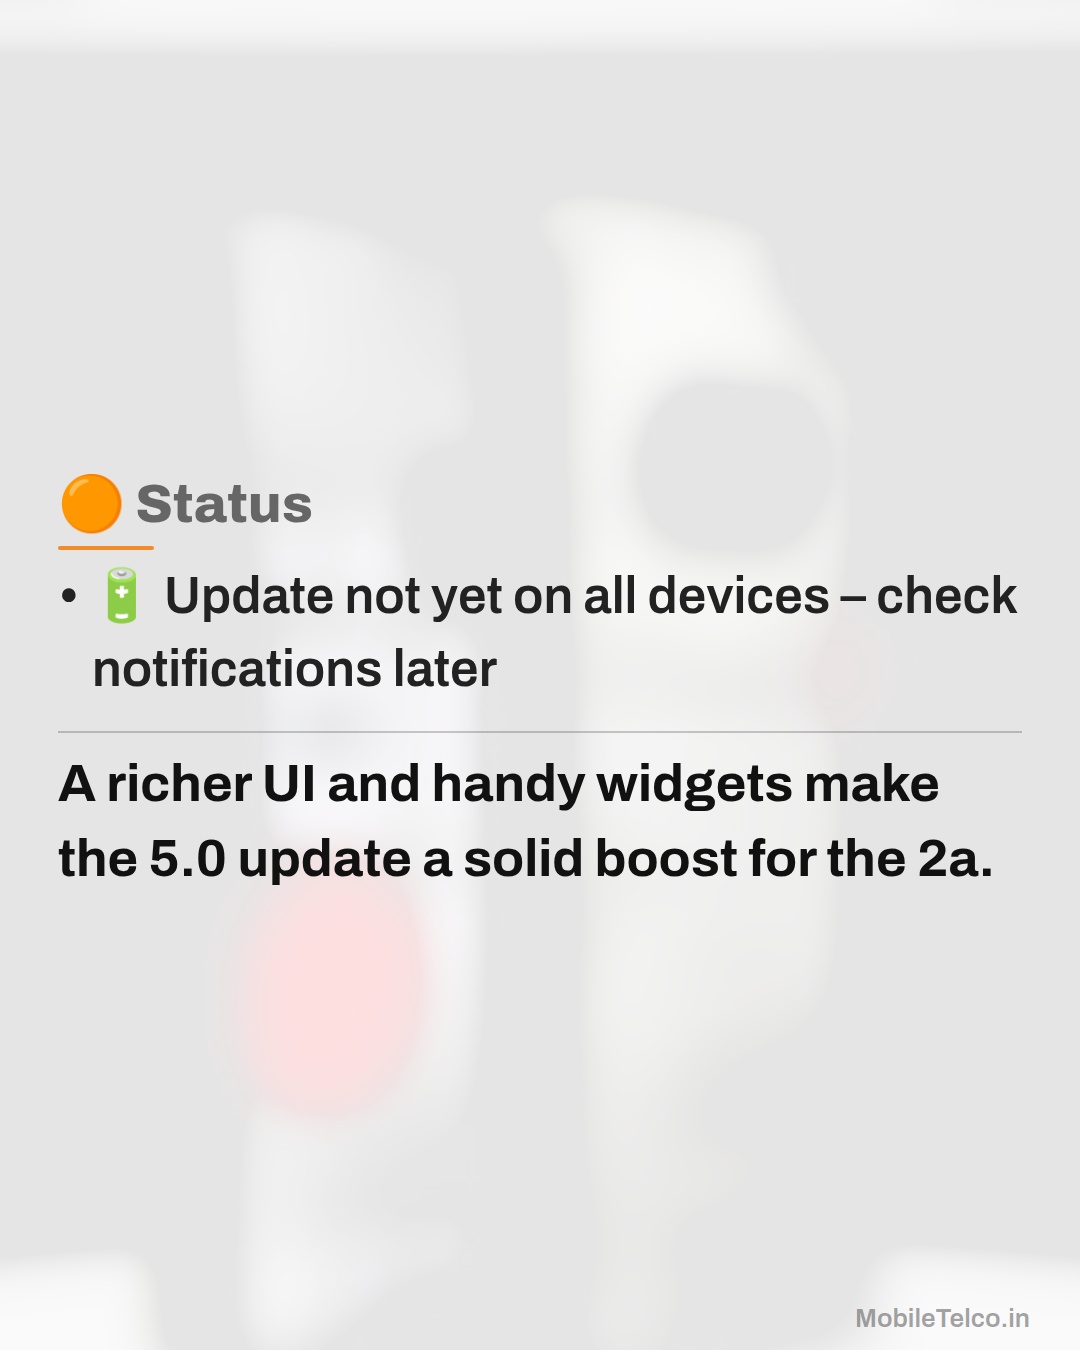 🟠 Status
• 🔋 Update not yet on all devices – check
notifications later
A richer UI and handy widgets make
the 5.0 update a solid boost for the 2a.
MobileTelco.in